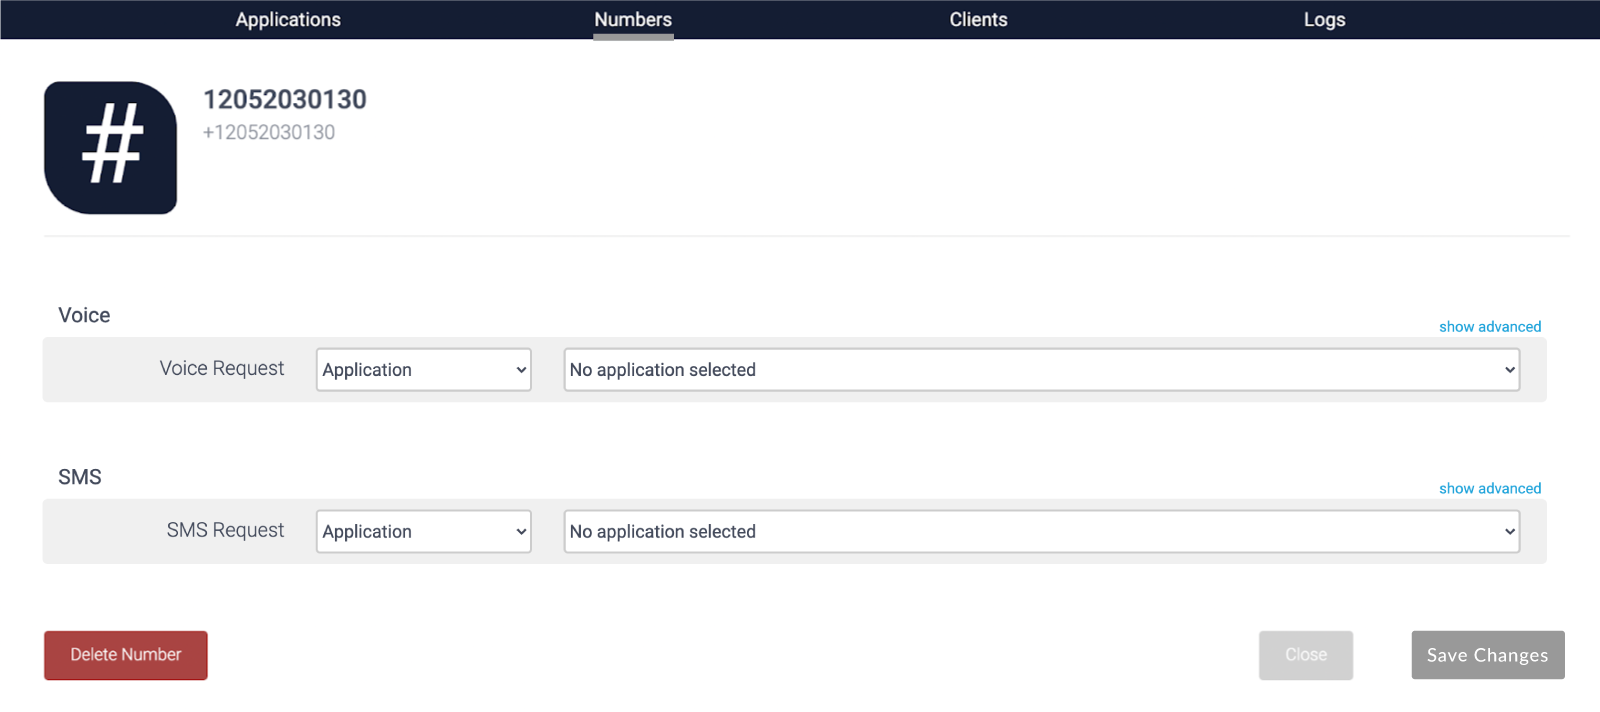 Applications Numbers Clients Logs
#
12052030130
+12052030130
Voice
show advanced
Voice Request Application No application selected
SMS
show advanced
SMS Request Application No application selected
Delete Number Close Save Changes